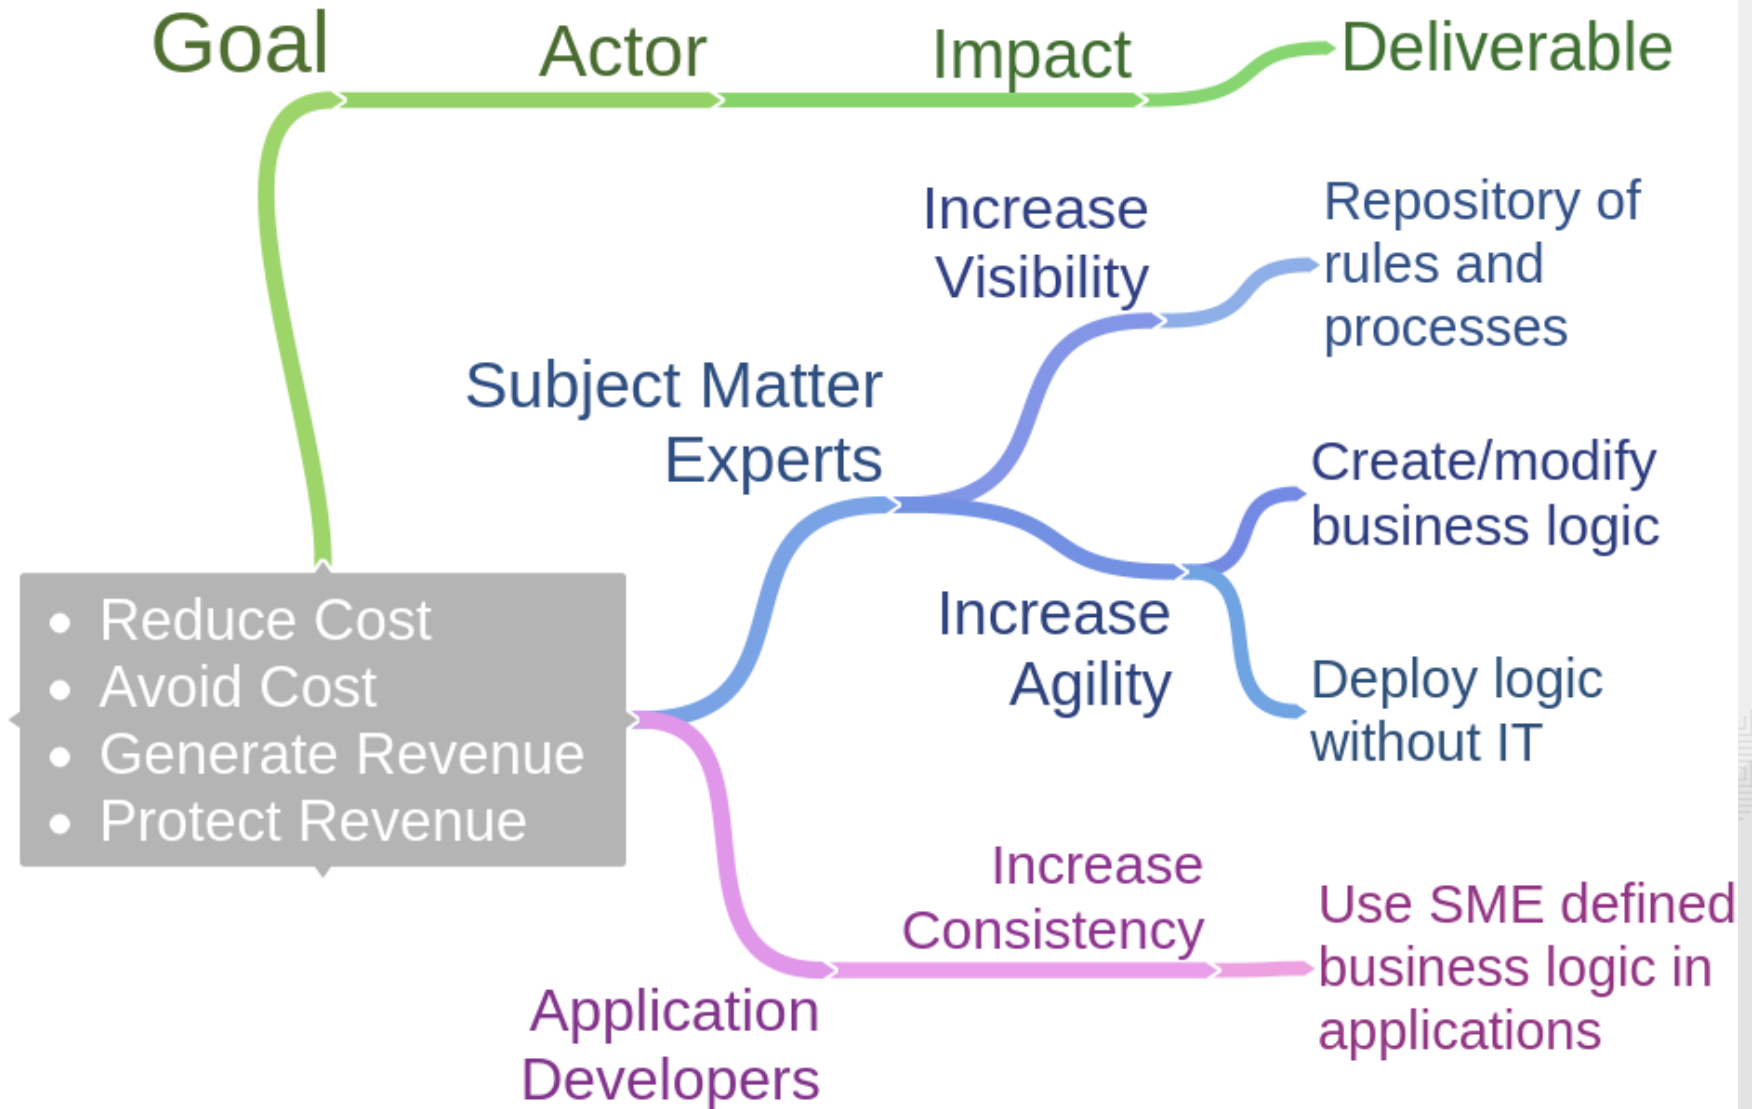 Goal
Actor
Impact
Deliverable
Increase
Visibility
Repository of
rules and
processes
Subject Matter
Experts
Create/modify
business logic
Increase
Agility
Deploy logic
without IT
• Reduce Cost
• Avoid Cost
• Generate Revenue
• Protect Revenue
Increase
Consistency
Use SME defined
business logic in
applications
Application
Developers